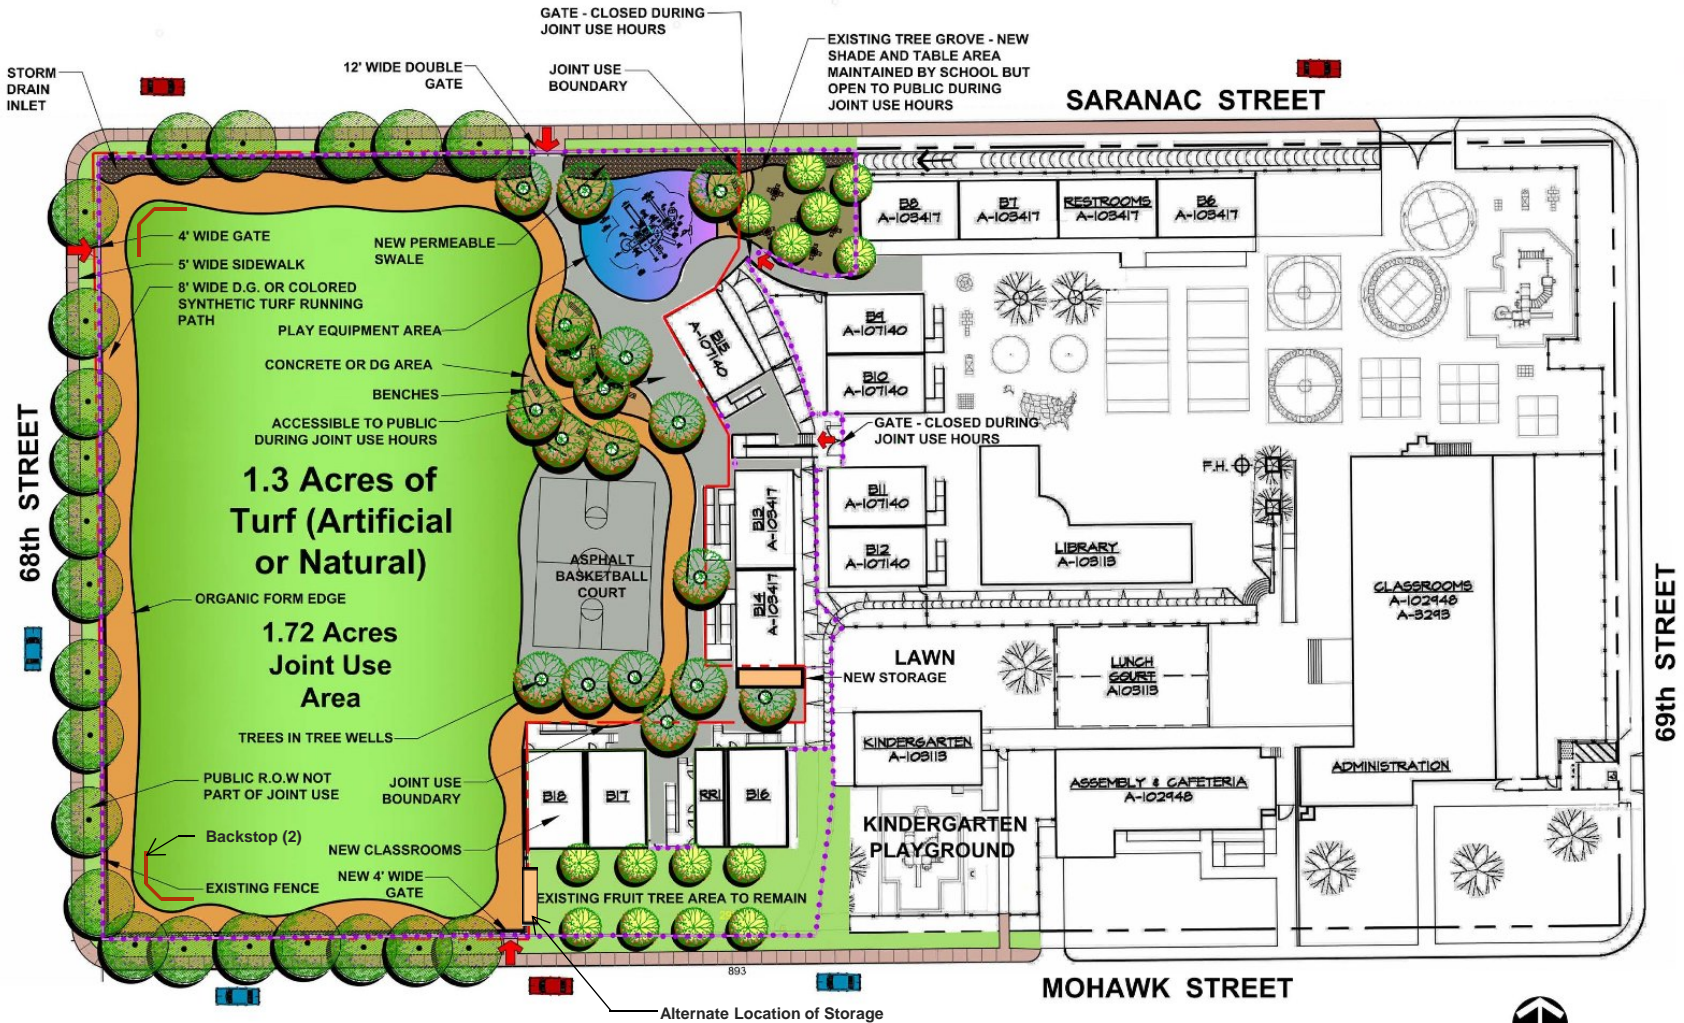 GATE - CLOSED DURING
JOINT USE HOURS
EXISTING TREE GROVE - NEW
SHADE AND TABLE AREA
MAINTAINED BY SCHOOL BUT
OPEN TO PUBLIC DURING
JOINT USE HOURS
STORM
DRAIN
INLET
12' WIDE DOUBLE
GATE
JOINT USE
BOUNDARY
SARANAC STREET
B8
A-103417
B7
A-103417
RESTROOMS
A-103417
B6
A-103417
4' WIDE GATE
NEW PERMEABLE
SWALE
5' WIDE SIDEWALK
8' WIDE D.G. OR COLORED
SYNTHETIC TURF RUNNING
PATH
PLAY EQUIPMENT AREA
B15
A-107140
B9
A-107140
CONCRETE OR DG AREA
B10
A-107140
BENCHES
ACCESSIBLE TO PUBLIC
DURING JOINT USE HOURS
GATE - CLOSED DURING
JOINT USE HOURS
68th STREET
1.3 Acres of
Turf (Artificial
or Natural)
F.H.
B13
A-103417
B11
A-107140
B12
A-107140
LIBRARY
A-103113
ASPHALT
BASKETBALL
COURT
B14
A-103417
CLASSROOMS
A-102948
A-3293
ORGANIC FORM EDGE
1.72 Acres
Joint Use
Area
69th STREET
LAWN
LUNCH
COURT
A103113
NEW STORAGE
TREES IN TREE WELLS
KINDERGARTEN
A-103113
ADMINISTRATION
PUBLIC R.O.W NOT
PART OF JOINT USE
JOINT USE
BOUNDARY
B18
B17
RR1
B16
ASSEMBLY & CAFETERIA
A-102948
Backstop (2)
KINDERGARTEN
PLAYGROUND
NEW CLASSROOMS
EXISTING FENCE
NEW 4' WIDE
GATE
EXISTING FRUIT TREE AREA TO REMAIN
C
893
MOHAWK STREET
Alternate Location of Storage